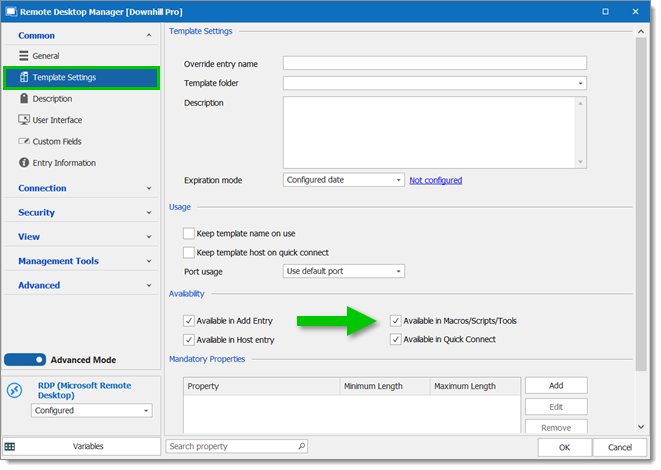 Remote Desktop Manager [Downhill Pro]
Common
General
Template Settings
Description
User Interface
Custom Fields
Entry Information
Connection
Security
View
Management Tools
Advanced
Advanced Mode
RDP (Microsoft Remote
Desktop)
Configured
Variables
Template Settings
Override entry name
Template folder
Description
Expiration mode Configured date Not configured
Usage
Keep template name on use
Keep template host on quick connect
Port usage Use default port
Availability
Available in Add Entry Available in Macros/Scripts/Tools
Available in Host entry Available in Quick Connect
Mandatory Properties
Property Minimum Length Maximum Length Add
Edit
Remove
Search property OK Cancel